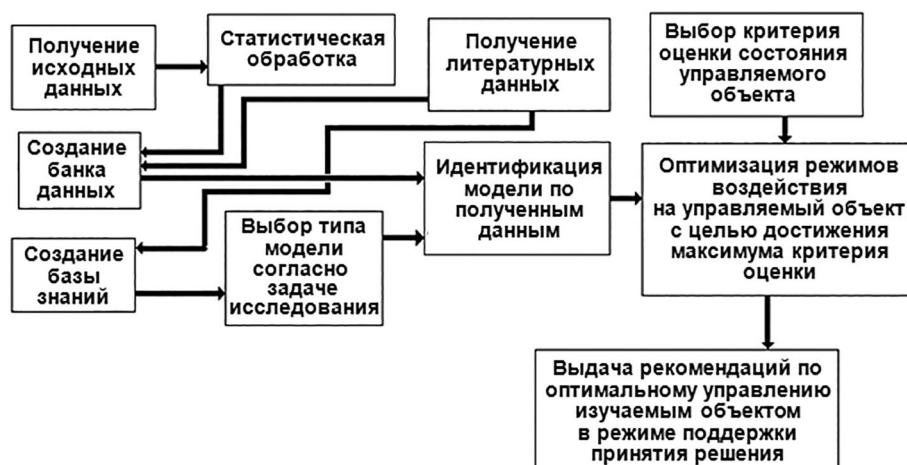 Получение
исходных
данных
Статистическая
обработка
Получение
литературных
данных
Выбор критерия
оценки состояния
управляемого
объекта
Создание
банка
данных
Идентификация
модели по
полученным
данным
Оптимизация режимов
воздействия
на управляемый объект
с целью достижения
максимума критерия
оценки
Создание
базы
знаний
Выбор типа
модели
согласно
задаче
исследования
Выдача рекомендаций по
оптимальному управлению
изучаемым объектом
в режиме поддержки
принятия решения